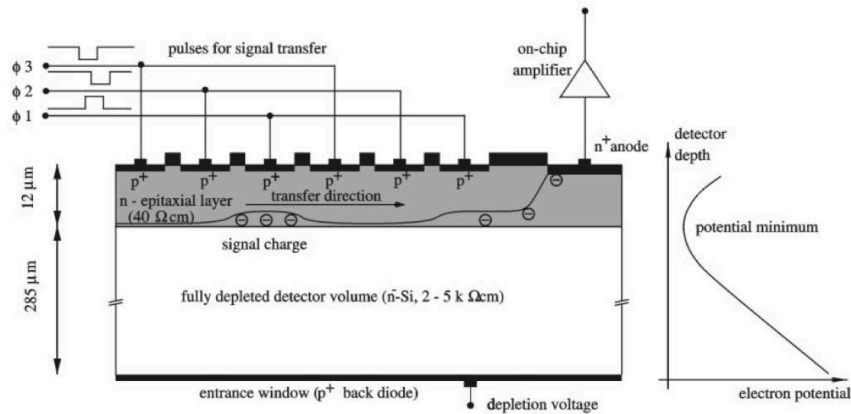 pulses for signal transfer
ϕ 3
ϕ 2
ϕ 1
on-chip
amplifier
n⁺ anode
detector
depth
p⁺ p⁺ p⁺ p⁺ p⁺ p⁺
12 μm
n - epitaxial layer
(40 Ω cm)
transfer direction
signal charge
potential minimum
285 μm
fully depleted detector volume (n⁻-Si, 2 - 5 k Ωcm)
entrance window (p⁺ back diode)
depletion voltage
electron potential